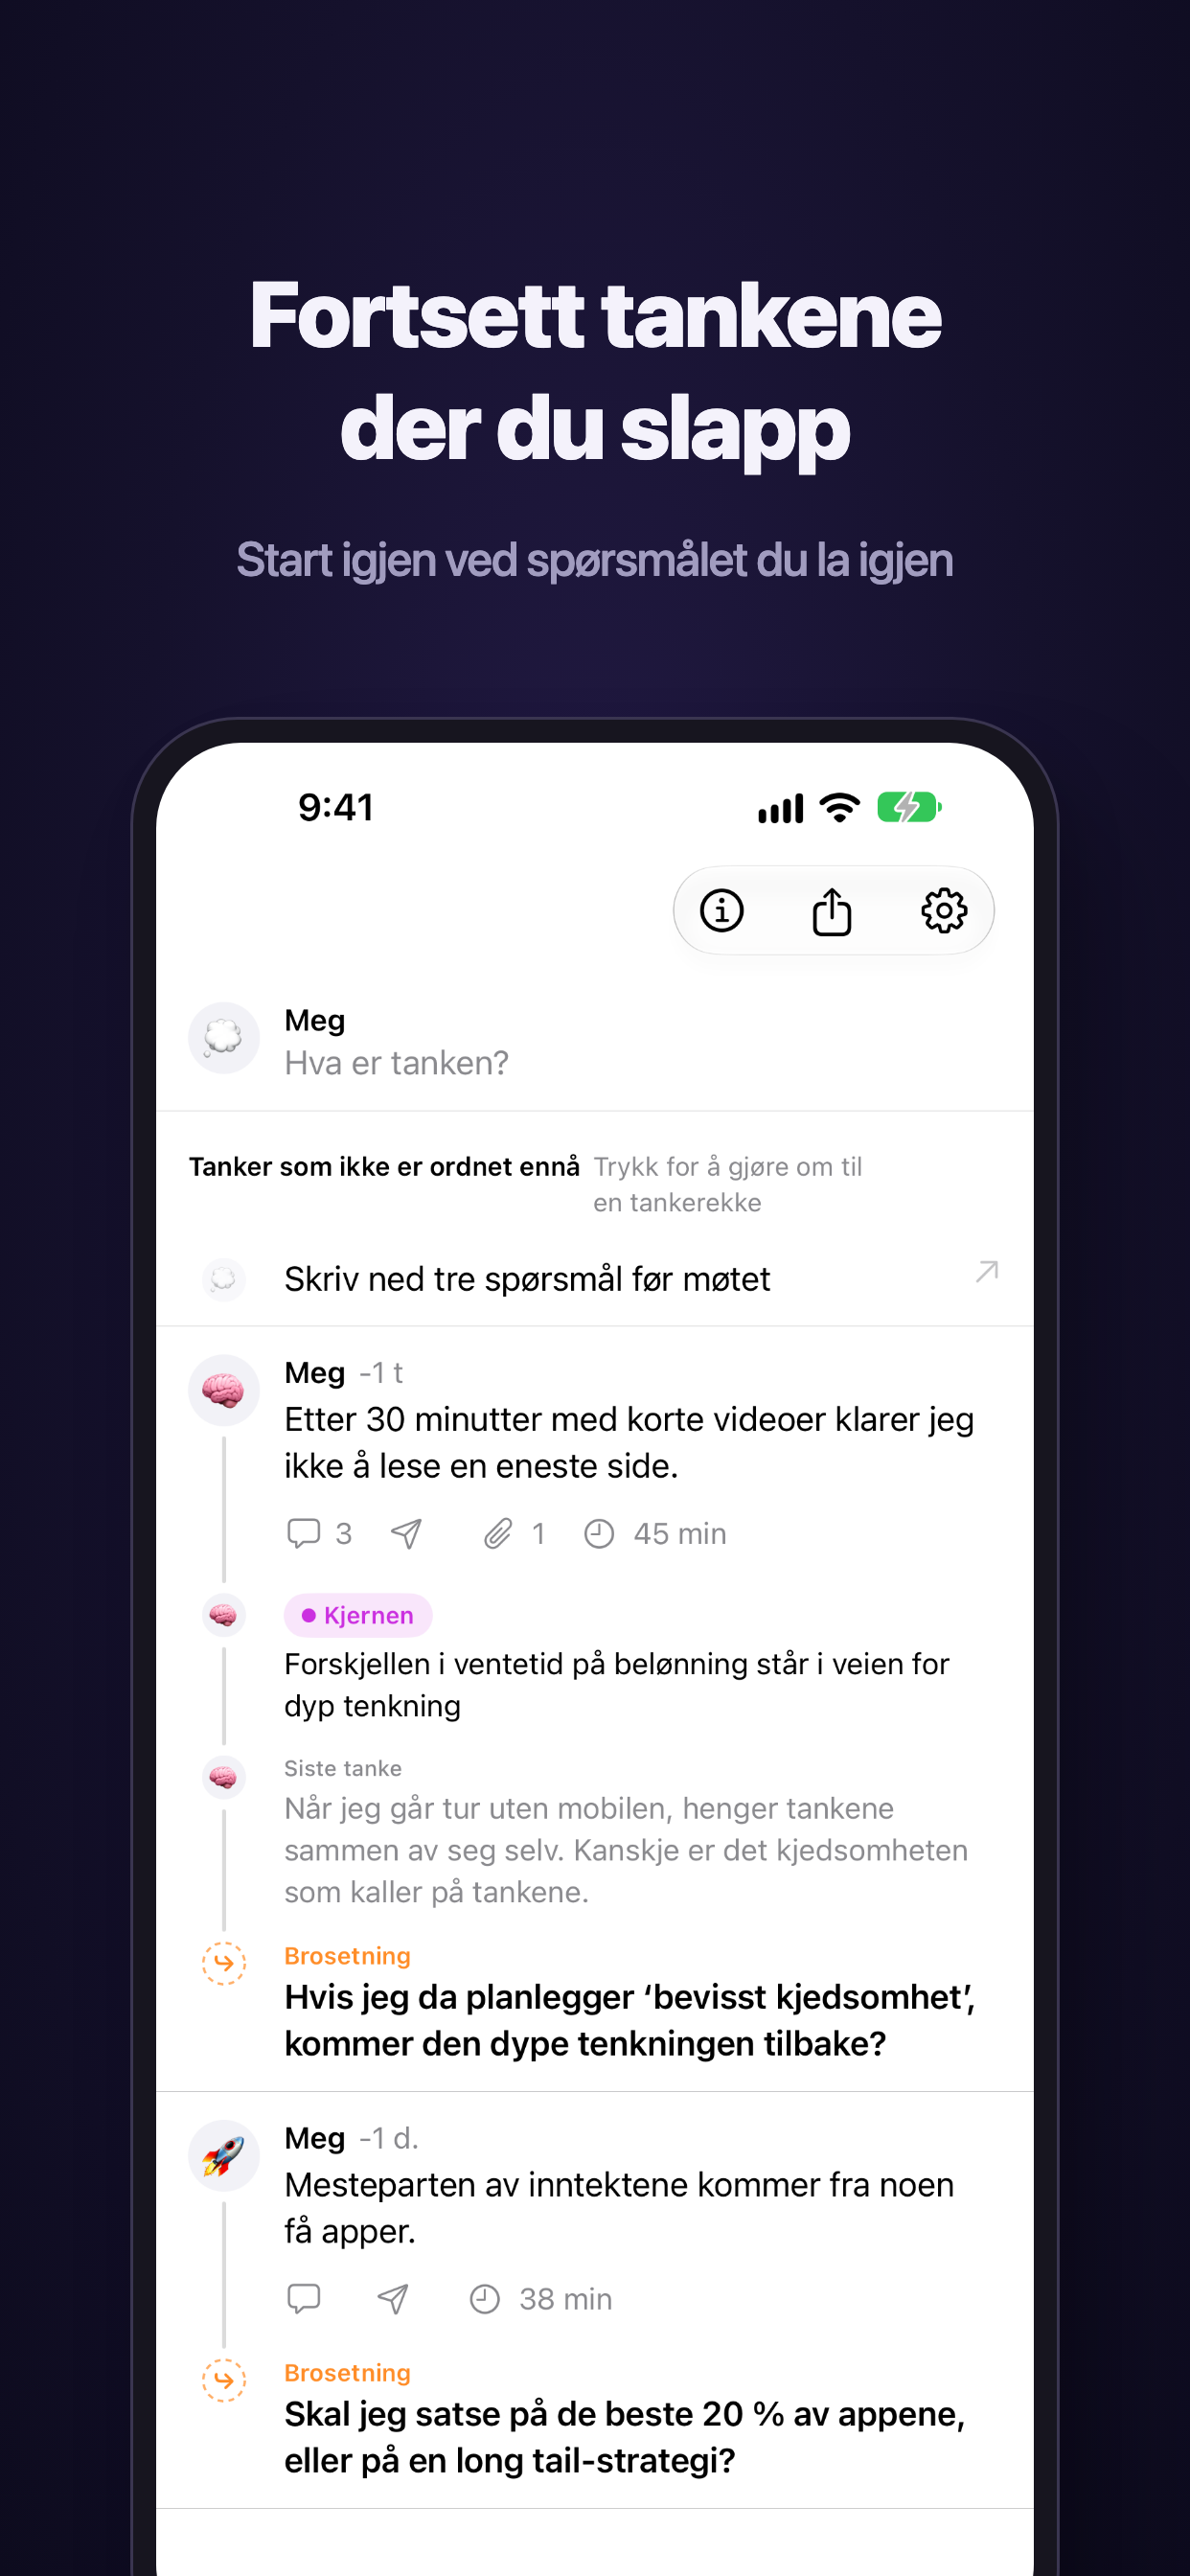 Fortsett tankene
der du slapp
Start igjen ved spørsmålet du la igjen
9:41
Meg
Hva er tanken?
Tanker som ikke er ordnet ennå Trykk for å gjøre om til
en tankerekke
Skriv ned tre spørsmål før møtet
Meg -1 t
Etter 30 minutter med korte videoer klarer jeg
ikke å lese en eneste side.
3 1 45 min
Kjernen
Forskjellen i ventetid på belønning står i veien for
dyp tenkning
Siste tanke
Når jeg går tur uten mobilen, henger tankene
sammen av seg selv. Kanskje er det kjedsomheten
som kaller på tankene.
Brosetning
Hvis jeg da planlegger ‘bevisst kjedsomhet’,
kommer den dype tenkningen tilbake?
Meg -1 d.
Mesteparten av inntektene kommer fra noen
få apper.
38 min
Brosetning
Skal jeg satse på de beste 20 % av appene,
eller på en long tail-strategi?